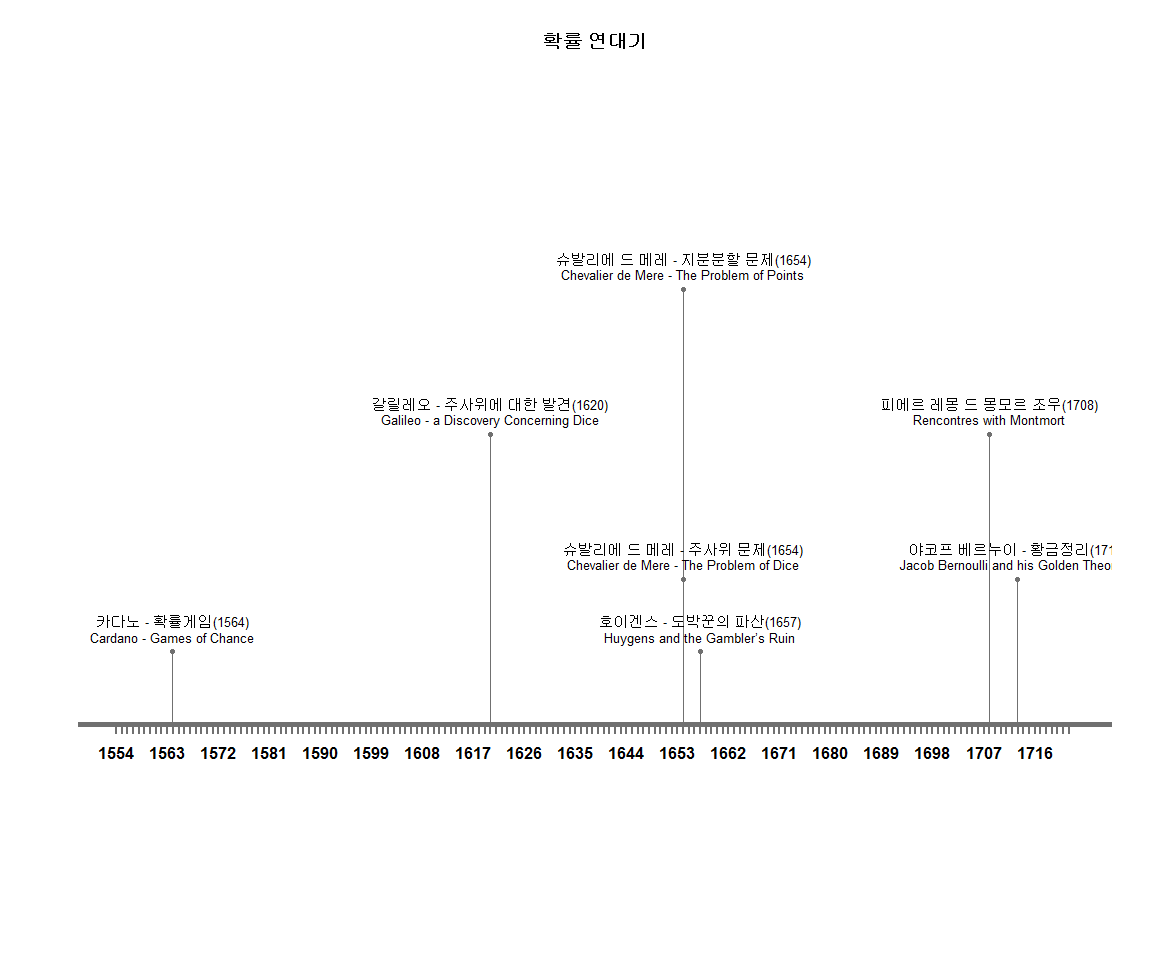 확률 연대기
슈발리에 드 메레 - 지분분할 문제(1654)
Chevalier de Mere - The Problem of Points
갈릴레오 - 주사위에 대한 발견(1620)
Galileo - a Discovery Concerning Dice
피에르 레몽 드 몽모르 조우(1708)
Rencontres with Montmort
슈발리에 드 메레 - 주사위 문제(1654)
Chevalier de Mere - The Problem of Dice
야코프 베르누이 - 황금정리(171
Jacob Bernoulli and his Golden Theo
카다노 - 확률게임(1564)
Cardano - Games of Chance
호이겐스 - 도박꾼의 파산(1657)
Huygens and the Gambler's Ruin
1554 1563 1572 1581 1590 1599 1608 1617 1626 1635 1644 1653 1662 1671 1680 1689 1698 1707 1716